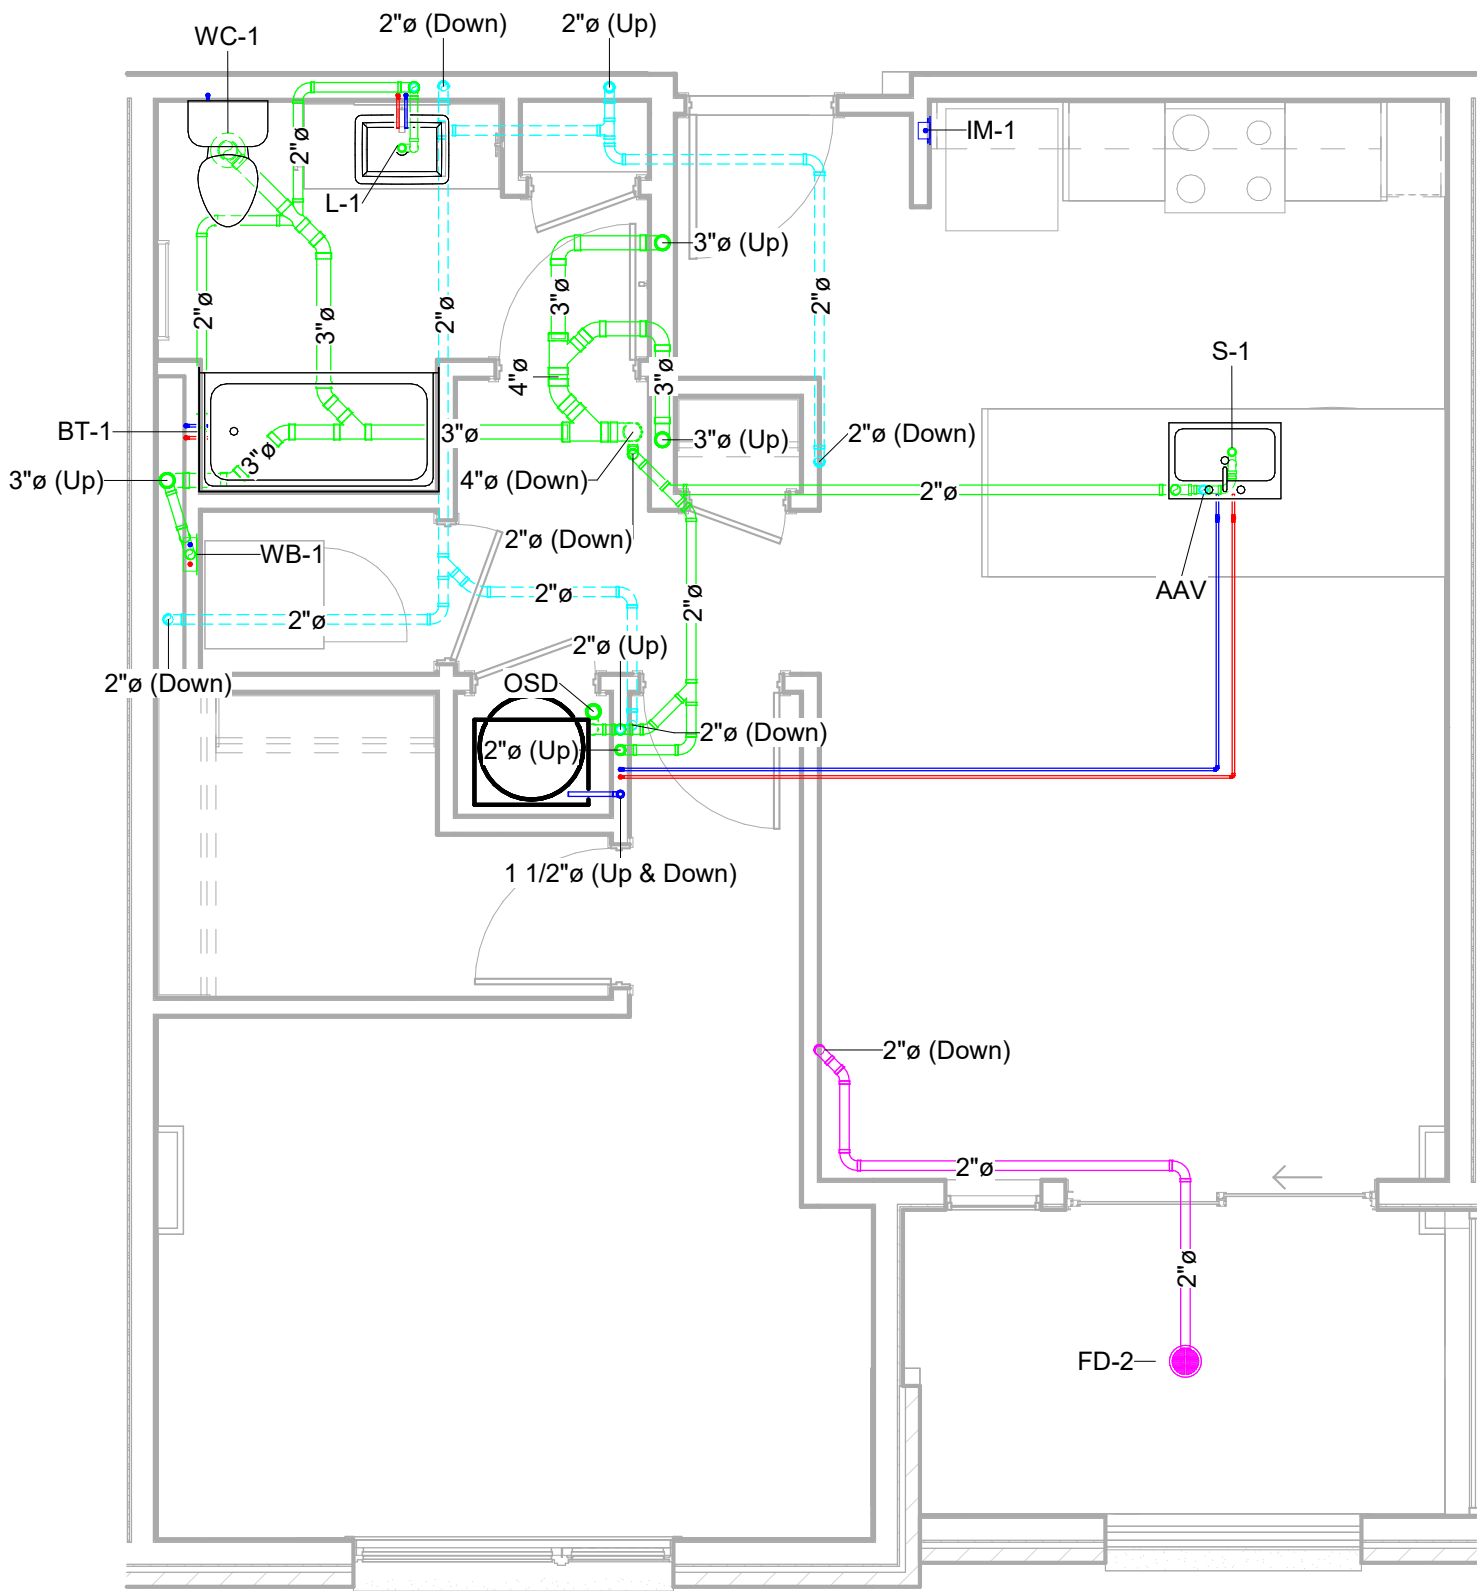 2"ø (Down)
2"ø (Up)
WC-1
IM-1
2"ø
L-1
3"ø (Up)
3"ø
2"ø
2"ø
3"ø
2"ø
S-1
4"ø
3"ø
BT-1
3"ø
3"ø (Up)
2"ø (Down)
3"ø
3"ø (Up)
4"ø (Down)
2"ø
2"ø (Down)
WB-1
AAV
2"ø
2"ø
2"ø
2"ø (Up)
2"ø (Down)
OSD
2"ø (Down)
2"ø (Up)
1 1/2"ø (Up & Down)
2"ø (Down)
2"ø
2"ø
FD-2